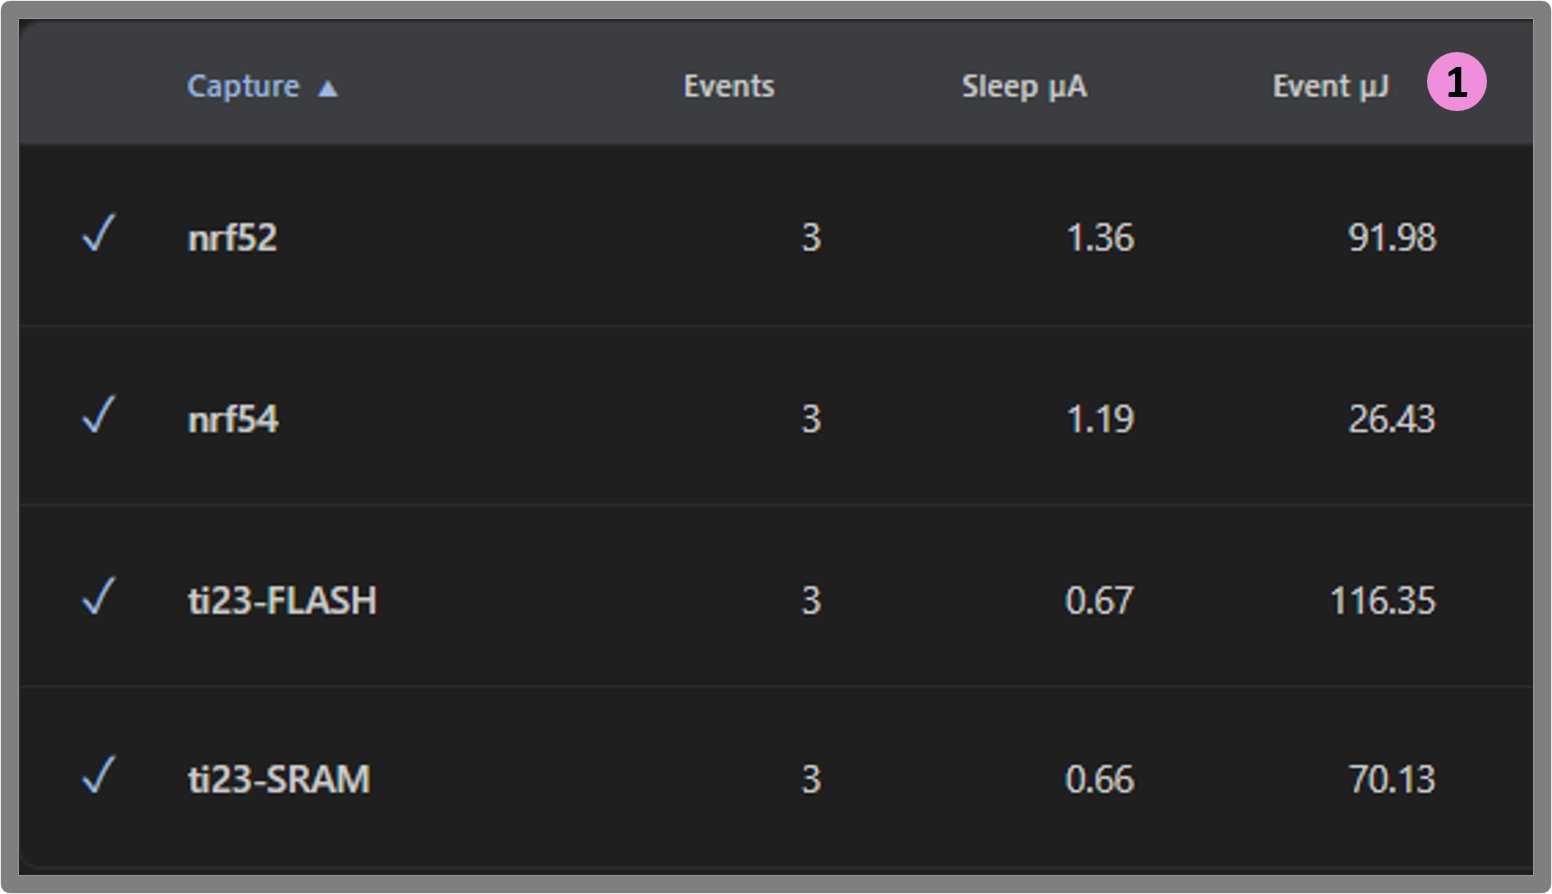 Capture ▲ Events Sleep µA Event µJ 1
✓ nrf52 3 1.36 91.98
✓ nrf54 3 1.19 26.43
✓ ti23-FLASH 3 0.67 116.35
✓ ti23-SRAM 3 0.66 70.13